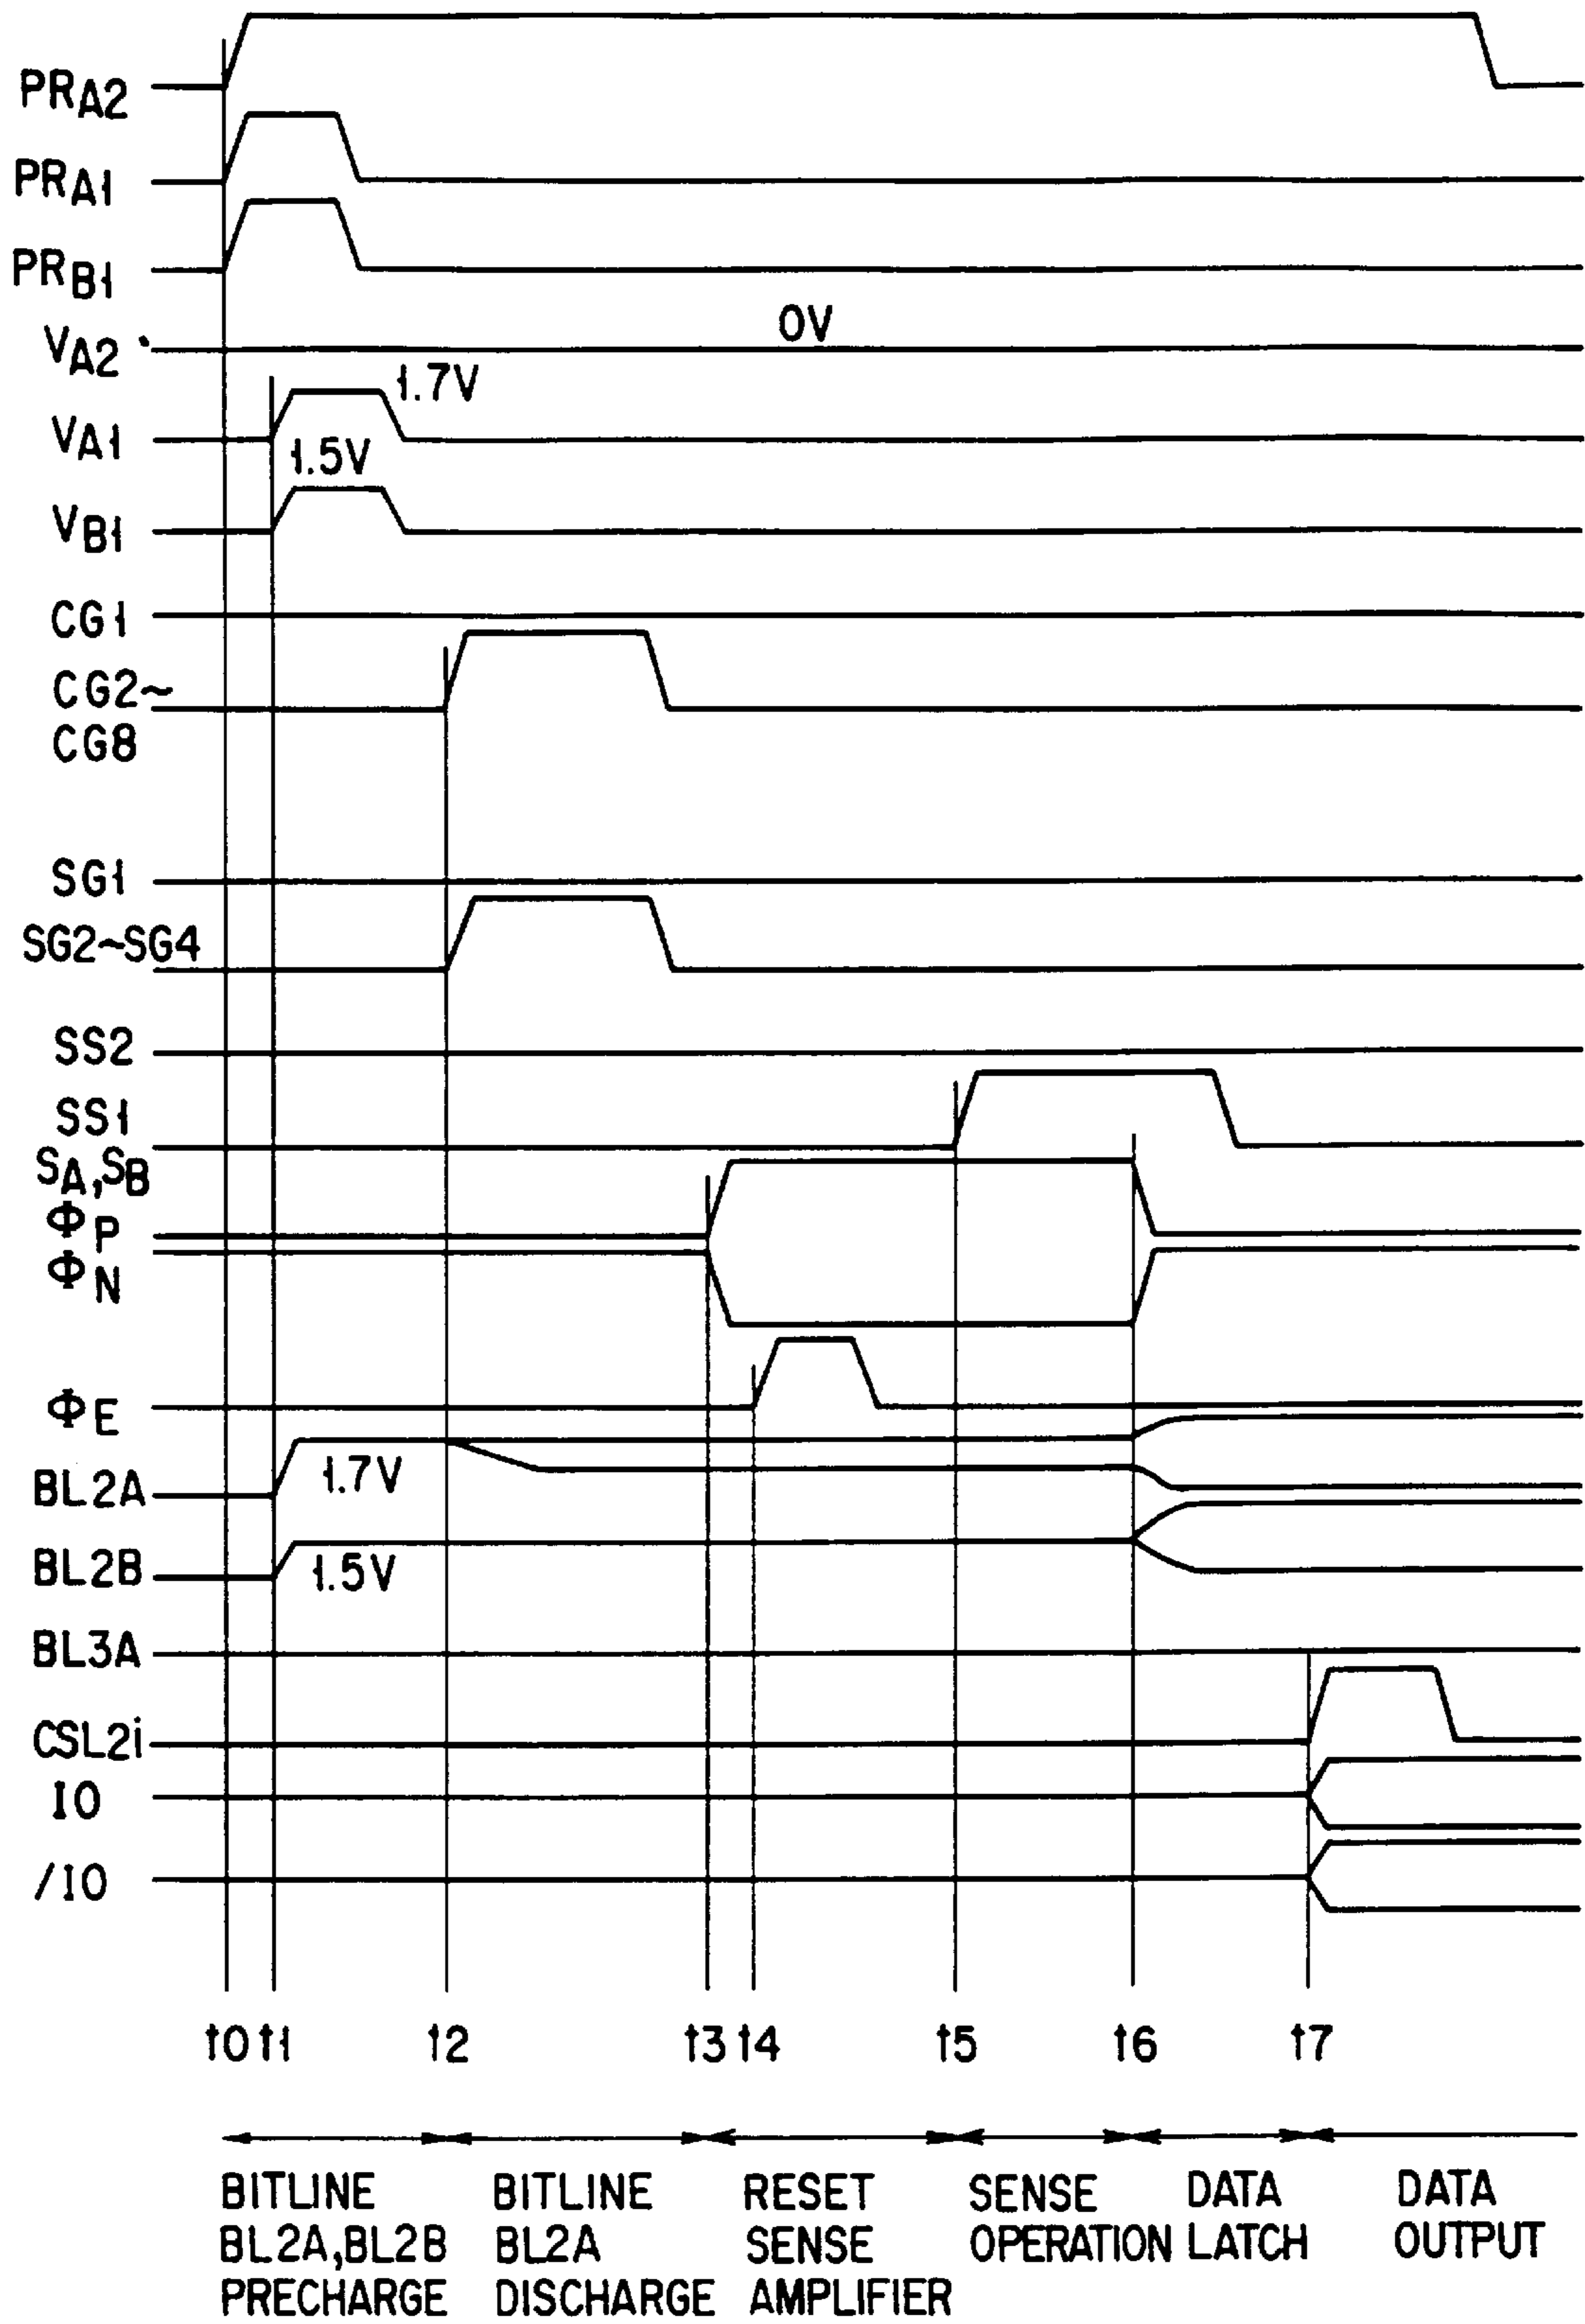 PRA2
PRA1
PRB1
VA2
0V
VA1
1.7V
VB1
1.5V
CG1
CG2~
CG8
SG1
SG2~SG4
SS2
SS1
SA,SB
ΦP
ΦN
ΦE
BL2A
1.7V
BL2B
1.5V
BL3A
CSL2i
IO
/IO
t0 t1 t2 t3 t4 t5 t6 t7
BITLINE BL2A,BL2B PRECHARGE
BITLINE BL2A DISCHARGE
RESET SENSE AMPLIFIER
SENSE OPERATION
DATA LATCH
DATA OUTPUT